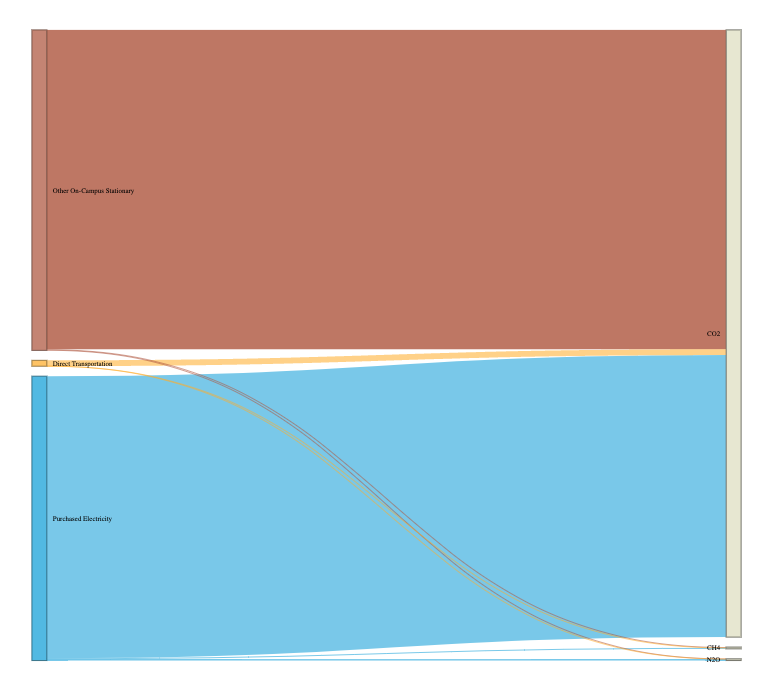 Other On-Campus Stationary
CO2
Direct Transportation
Purchased Electricity
CH4
N2O